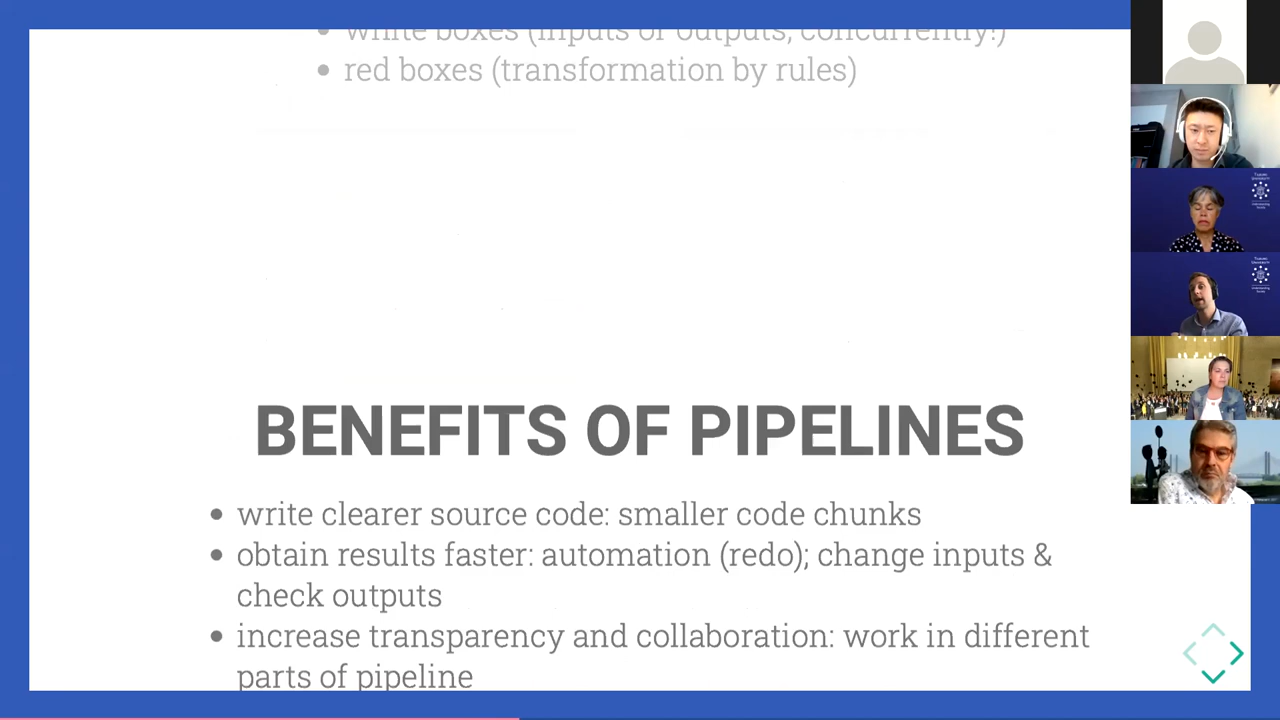 white boxes (inputs or outputs, concurrently!)
red boxes (transformation by rules)
BENEFITS OF PIPELINES
write clearer source code: smaller code chunks
obtain results faster: automation (redo); change inputs &
check outputs
increase transparency and collaboration: work in different
parts of pipeline